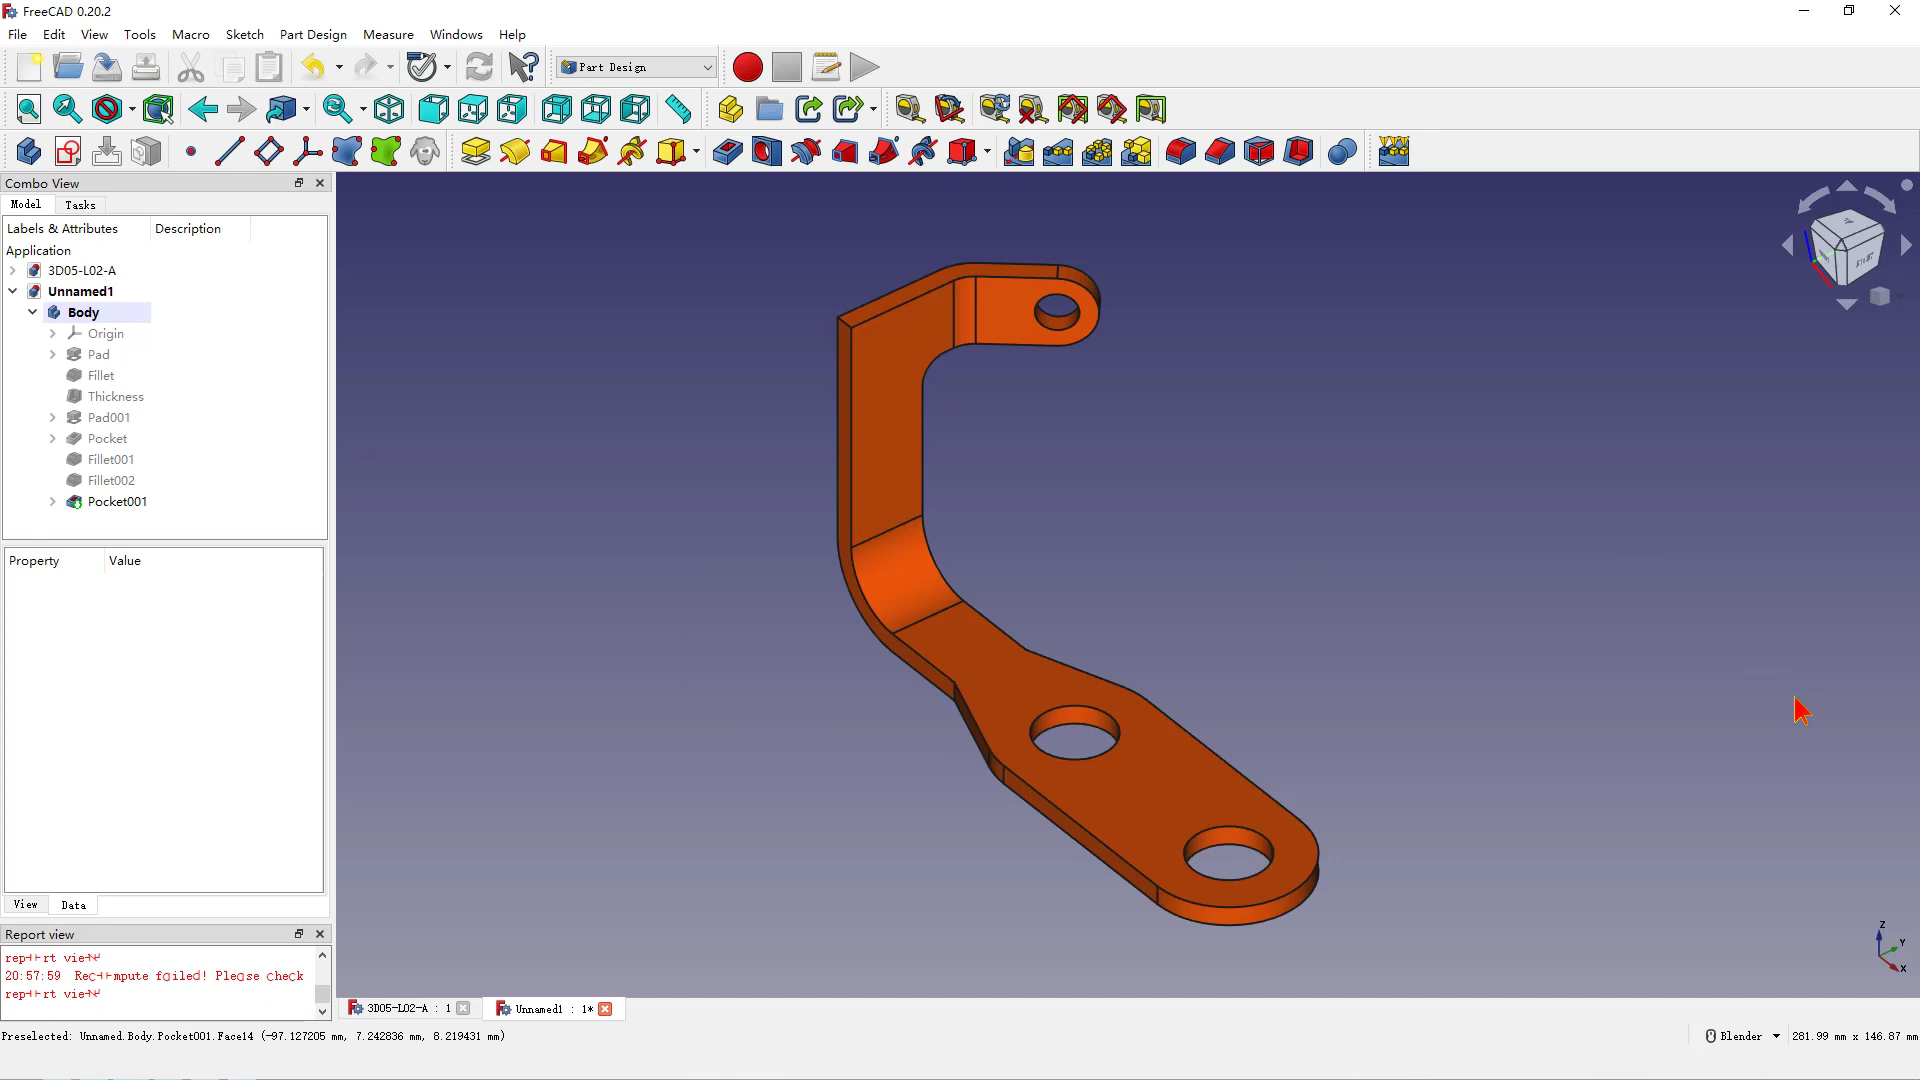 FreeCAD 0.20.2
File Edit View Tools Macro Sketch Part Design Measure Windows Help
Part Design
Combo View
Model Tasks
Labels & Attributes Description
Application
3D05-L02-A
Unnamed1
Body
Origin
Pad
Fillet
Thickness
Pad001
Pocket
Fillet001
Fillet002
Pocket001
Property Value
View Data
Report view
20:57:59
failed! Please check
3D05-L02-A : 1
Unnamed1 : 1*
Z
Y
X
Preselected: Unnamed.Body.Pocket001.Face14 (-97.127205 mm, 7.242836 mm, 8.219431 mm)
Blender
281.99 mm x 146.87 mm